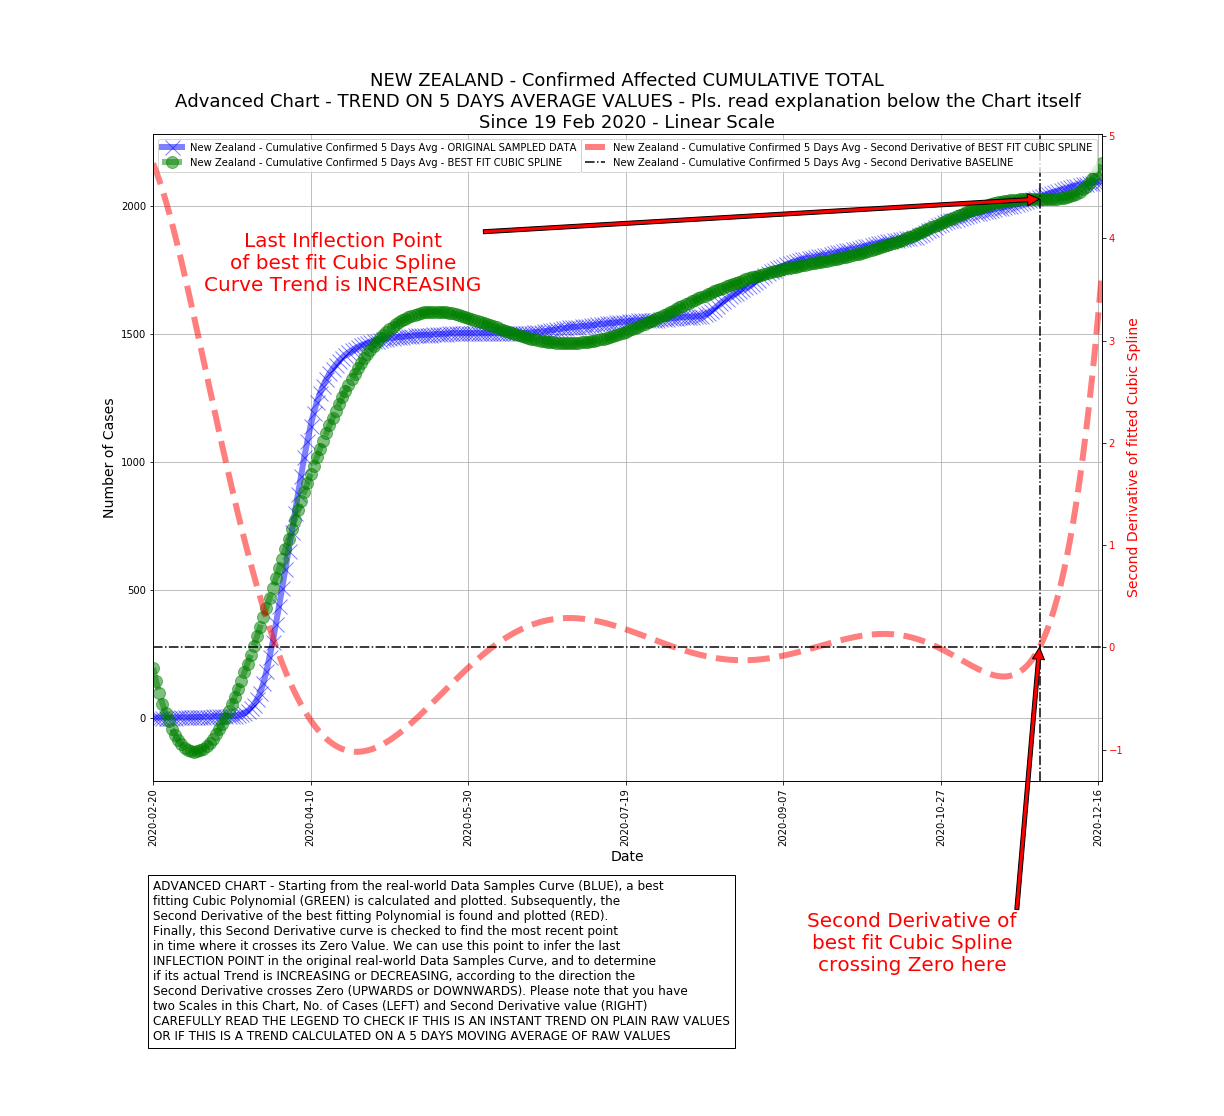 NEW ZEALAND - Confirmed Affected CUMULATIVE TOTAL
Advanced Chart - TREND ON 5 DAYS AVERAGE VALUES - Pls. read explanation below the Chart itself
Since 19 Feb 2020 - Linear Scale
New Zealand - Cumulative Confirmed 5 Days Avg - ORIGINAL SAMPLED DATA
New Zealand - Cumulative Confirmed 5 Days Avg - BEST FIT CUBIC SPLINE
New Zealand - Cumulative Confirmed 5 Days Avg - Second Derivative of BEST FIT CUBIC SPLINE
New Zealand - Cumulative Confirmed 5 Days Avg - Second Derivative BASELINE
Last Inflection Point
of best fit Cubic Spline
Curve Trend is INCREASING
Number of Cases
2000
1500
1000
500
0
5
4
3
2
1
0
−1
Second Derivative of fitted Cubic Spline
2020-02-20
2020-04-10
2020-05-30
2020-07-19
2020-09-07
2020-10-27
2020-12-16
Date
Second Derivative of
best fit Cubic Spline
crossing Zero here
ADVANCED CHART - Starting from the real-world Data Samples Curve (BLUE), a best
fitting Cubic Polynomial (GREEN) is calculated and plotted. Subsequently, the
Second Derivative of the best fitting Polynomial is found and plotted (RED).
Finally, this Second Derivative curve is checked to find the most recent point
in time where it crosses its Zero Value. We can use this point to infer the last
INFLECTION POINT in the original real-world Data Samples Curve, and to determine
if its actual Trend is INCREASING or DECREASING, according to the direction the
Second Derivative crosses Zero (UPWARDS or DOWNWARDS). Please note that you have
two Scales in this Chart, No. of Cases (LEFT) and Second Derivative value (RIGHT)
CAREFULLY READ THE LEGEND TO CHECK IF THIS IS AN INSTANT TREND ON PLAIN RAW VALUES
OR IF THIS IS A TREND CALCULATED ON A 5 DAYS MOVING AVERAGE OF RAW VALUES